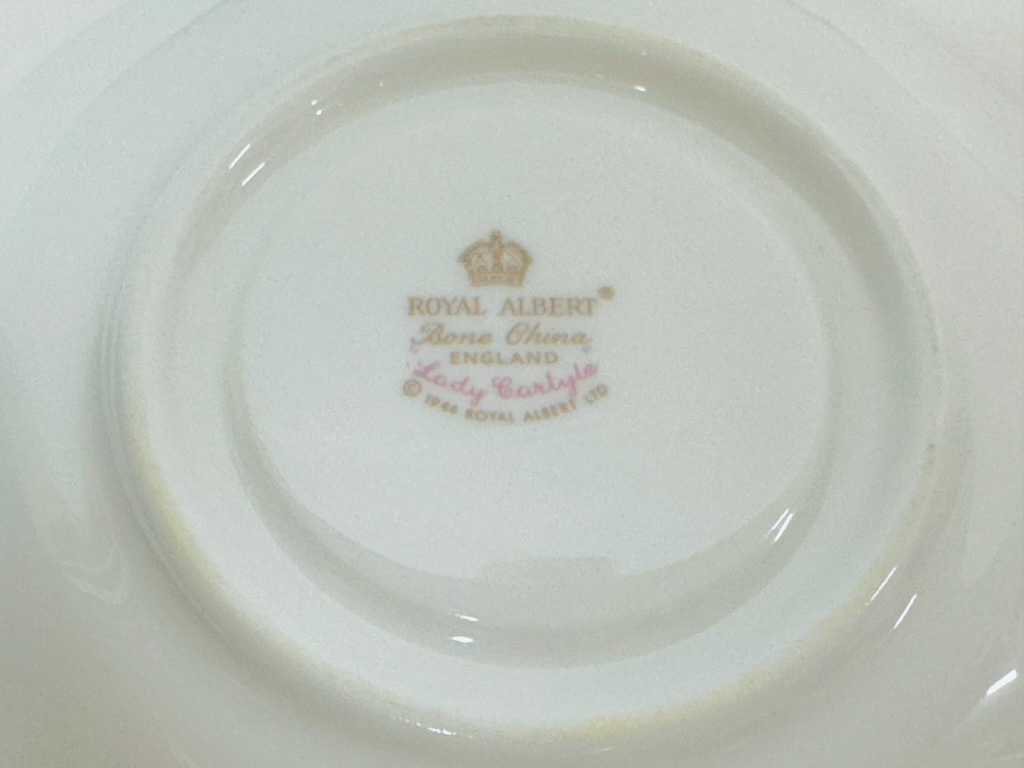 ROYAL ALBERT®
Bone China
ENGLAND
"Lady Carlyle"
© 1944 ROYAL ALBERT LTD